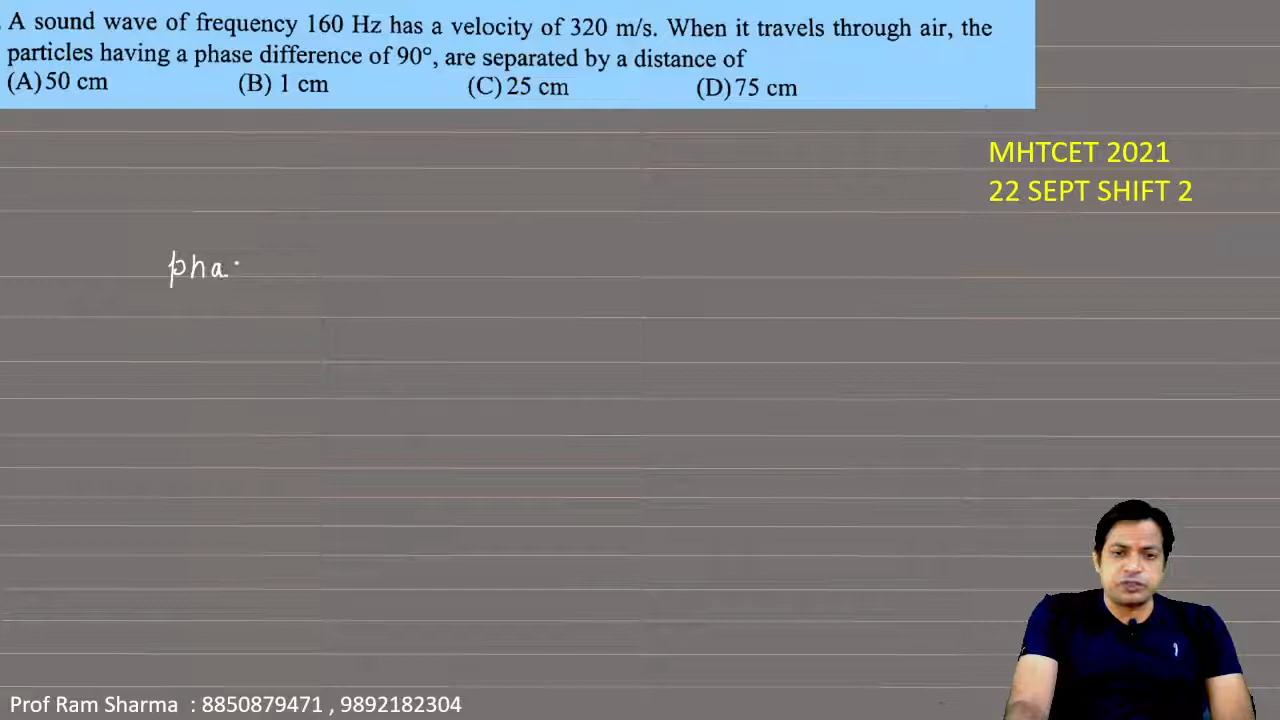 A sound wave of frequency 160 Hz has a velocity of 320 m/s. When it travels through air, the
particles having a phase difference of 90°, are separated by a distance of
(A) 50 cm (B) 1 cm (C) 25 cm (D) 75 cm
MHTCET 2021
22 SEPT SHIFT 2
pha
Prof Ram Sharma : 8850879471 , 9892182304